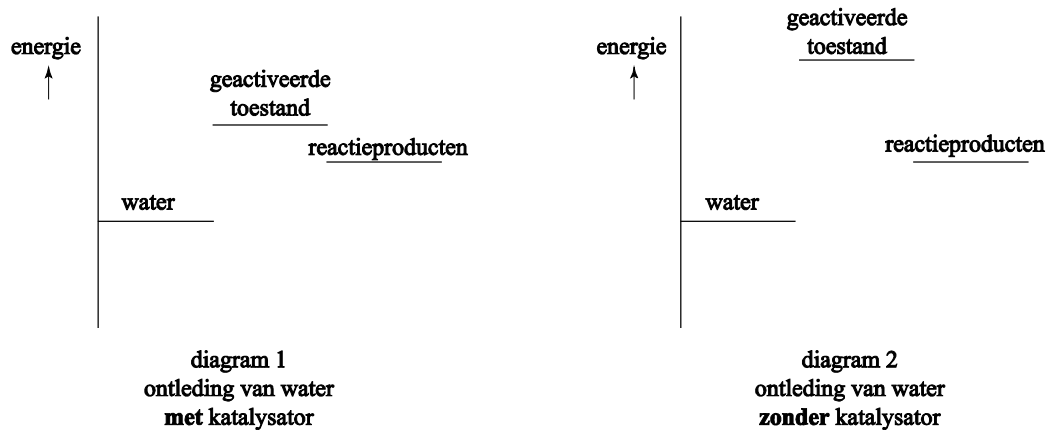 energie
geactiveerde
toestand
reactieproducten
water
diagram 1
ontleding van water
met katalysator
energie
geactiveerde
toestand
reactieproducten
water
diagram 2
ontleding van water
zonder katalysator